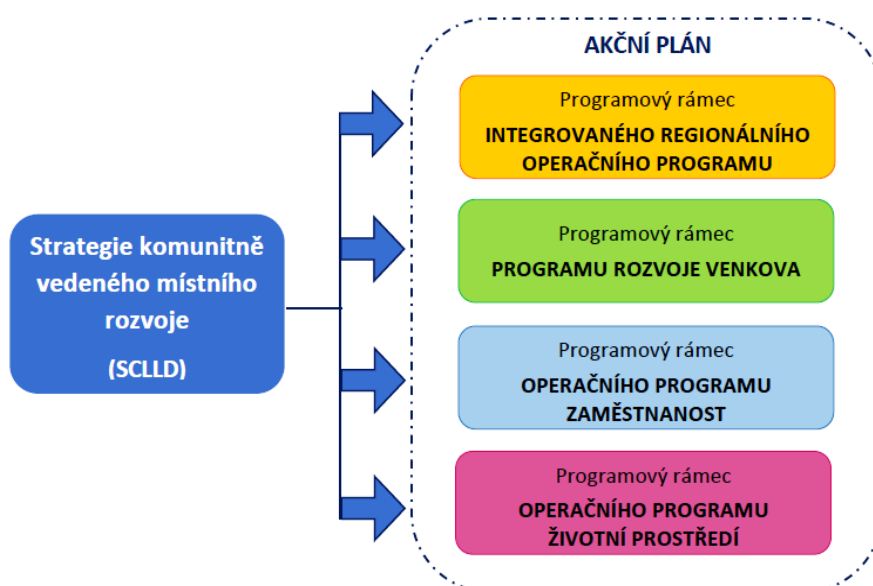 Strategie komunitně
vedeného místního
rozvoje
(SCLLD)
AKČNÍ PLÁN
Programový rámec
INTEGROVANÉHO REGIONÁLNÍHO
OPERAČNÍHO PROGRAMU
Programový rámec
PROGRAMU ROZVOJE VENKOVA
Programový rámec
OPERAČNÍHO PROGRAMU
ZAMĚSTNANOST
Programový rámec
OPERAČNÍHO PROGRAMU
ŽIVOTNÍ PROSTŘEDÍ